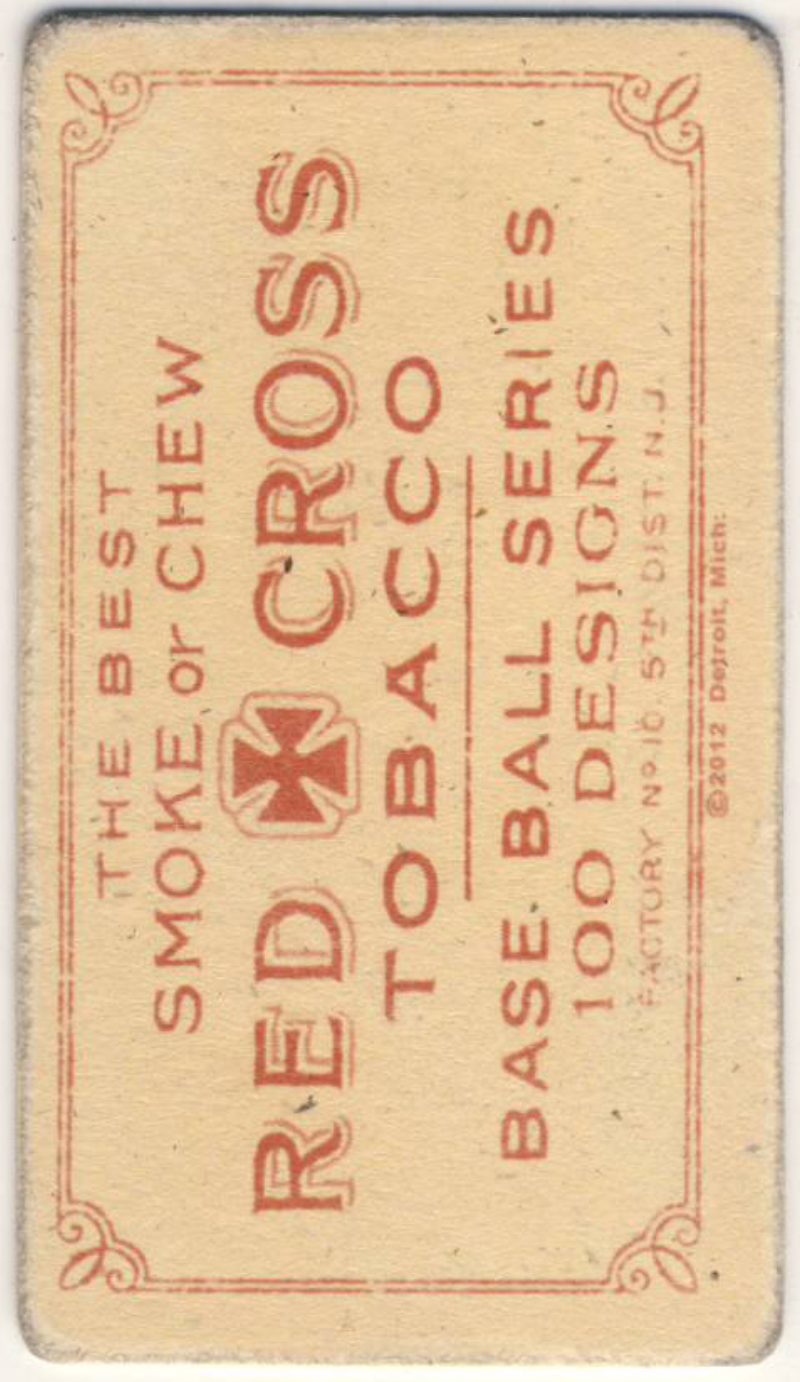 THE BEST
SMOKE or CHEW
RED CROSS
TOBACCO
BASE BALL SERIES
100 DESIGNS
FACTORY Nº 10. 5TH DIST. N.J.
©2012 Detroit, Mich: